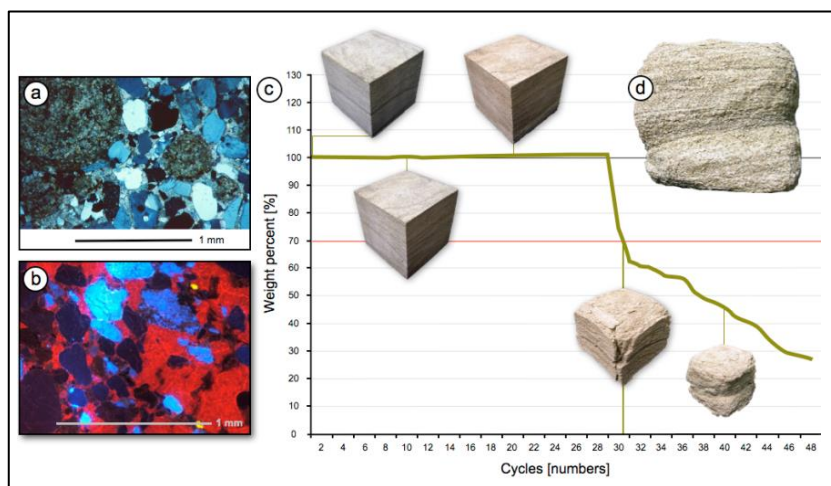 a
1 mm
b
1 mm
c
d
Weight percent [%]
130
120
110
100
90
80
70
60
50
40
30
20
10
0
2 4 6 8 10 12 14 16 18 20 22 24 26 28 30 32 34 36 38 40 42 44 46 48
Cycles [numbers]